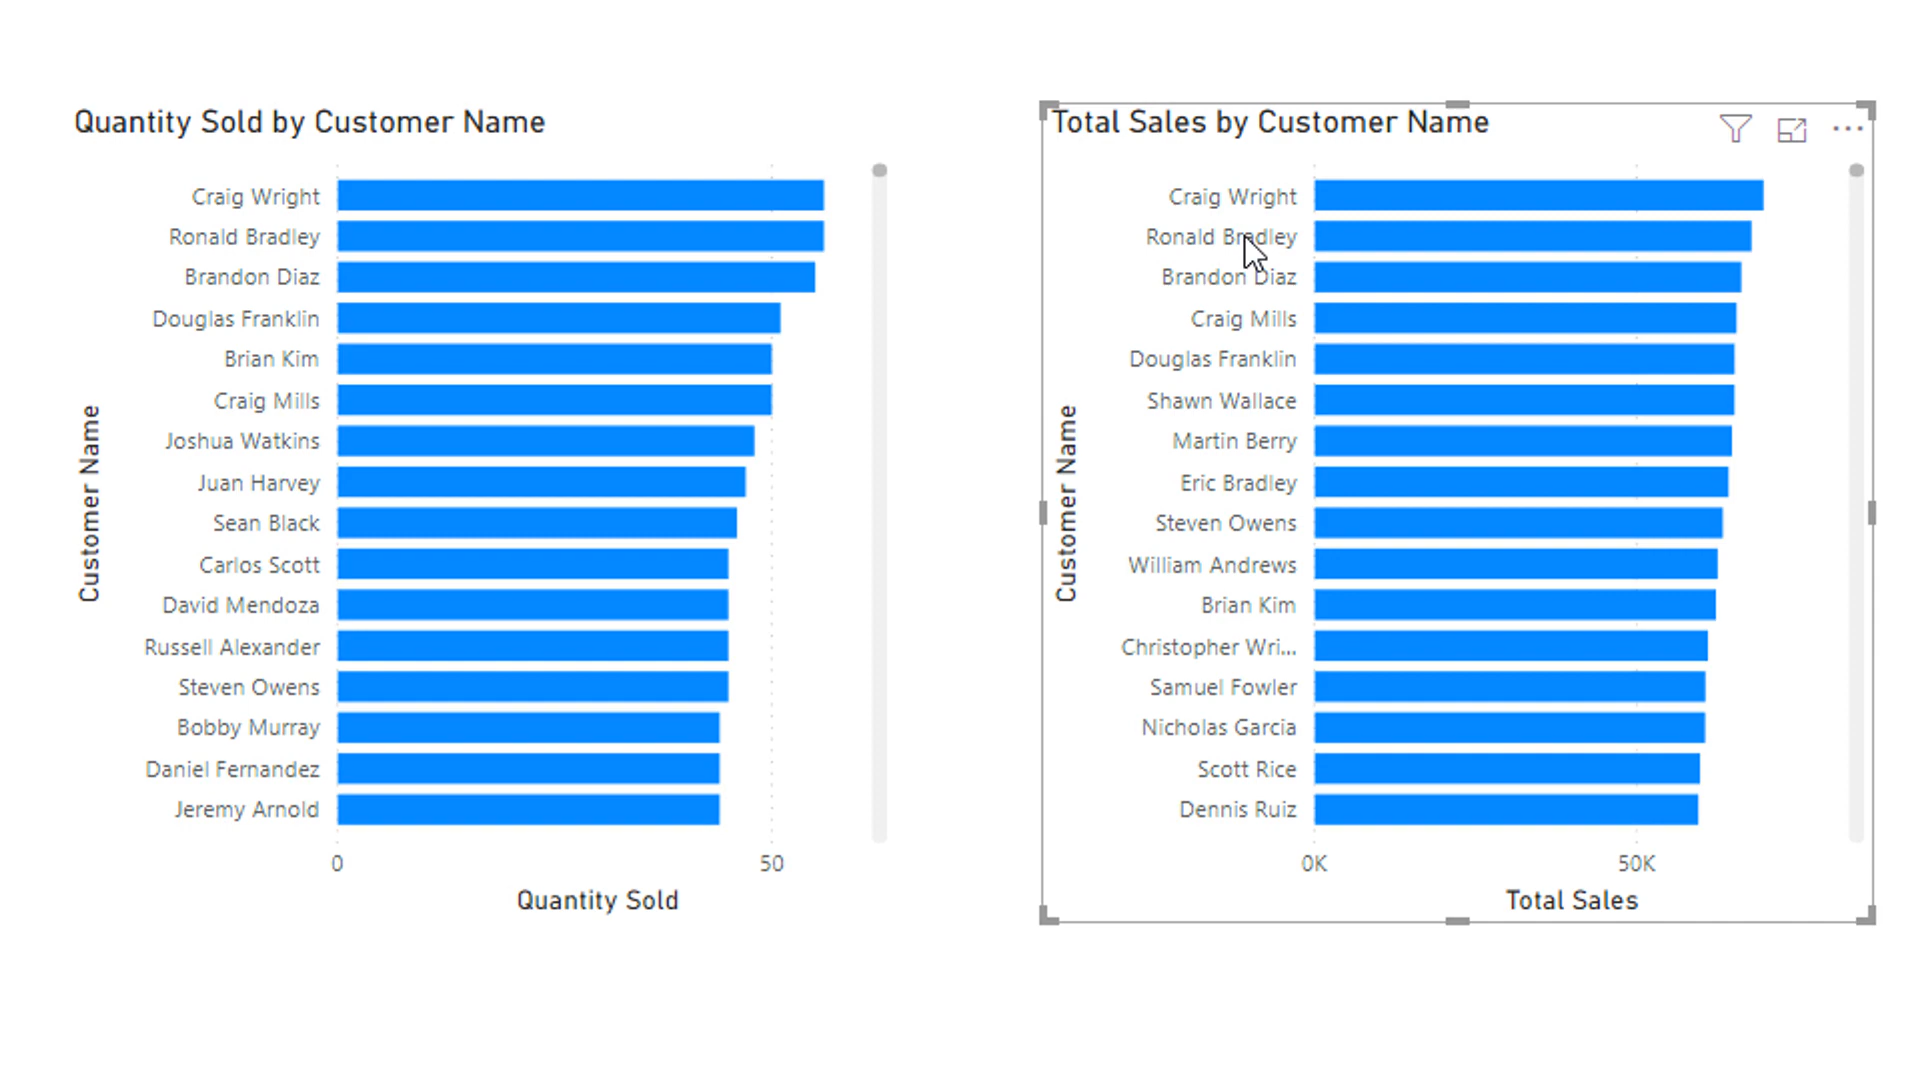 Quantity Sold by Customer Name
Customer Name
Craig Wright
Ronald Bradley
Brandon Diaz
Douglas Franklin
Brian Kim
Craig Mills
Joshua Watkins
Juan Harvey
Sean Black
Carlos Scott
David Mendoza
Russell Alexander
Steven Owens
Bobby Murray
Daniel Fernandez
Jeremy Arnold
0 50
Quantity Sold
Total Sales by Customer Name
Customer Name
Craig Wright
Ronald Bradley
Brandon Diaz
Craig Mills
Douglas Franklin
Shawn Wallace
Martin Berry
Eric Bradley
Steven Owens
William Andrews
Brian Kim
Christopher Wri...
Samuel Fowler
Nicholas Garcia
Scott Rice
Dennis Ruiz
0K 50K
Total Sales